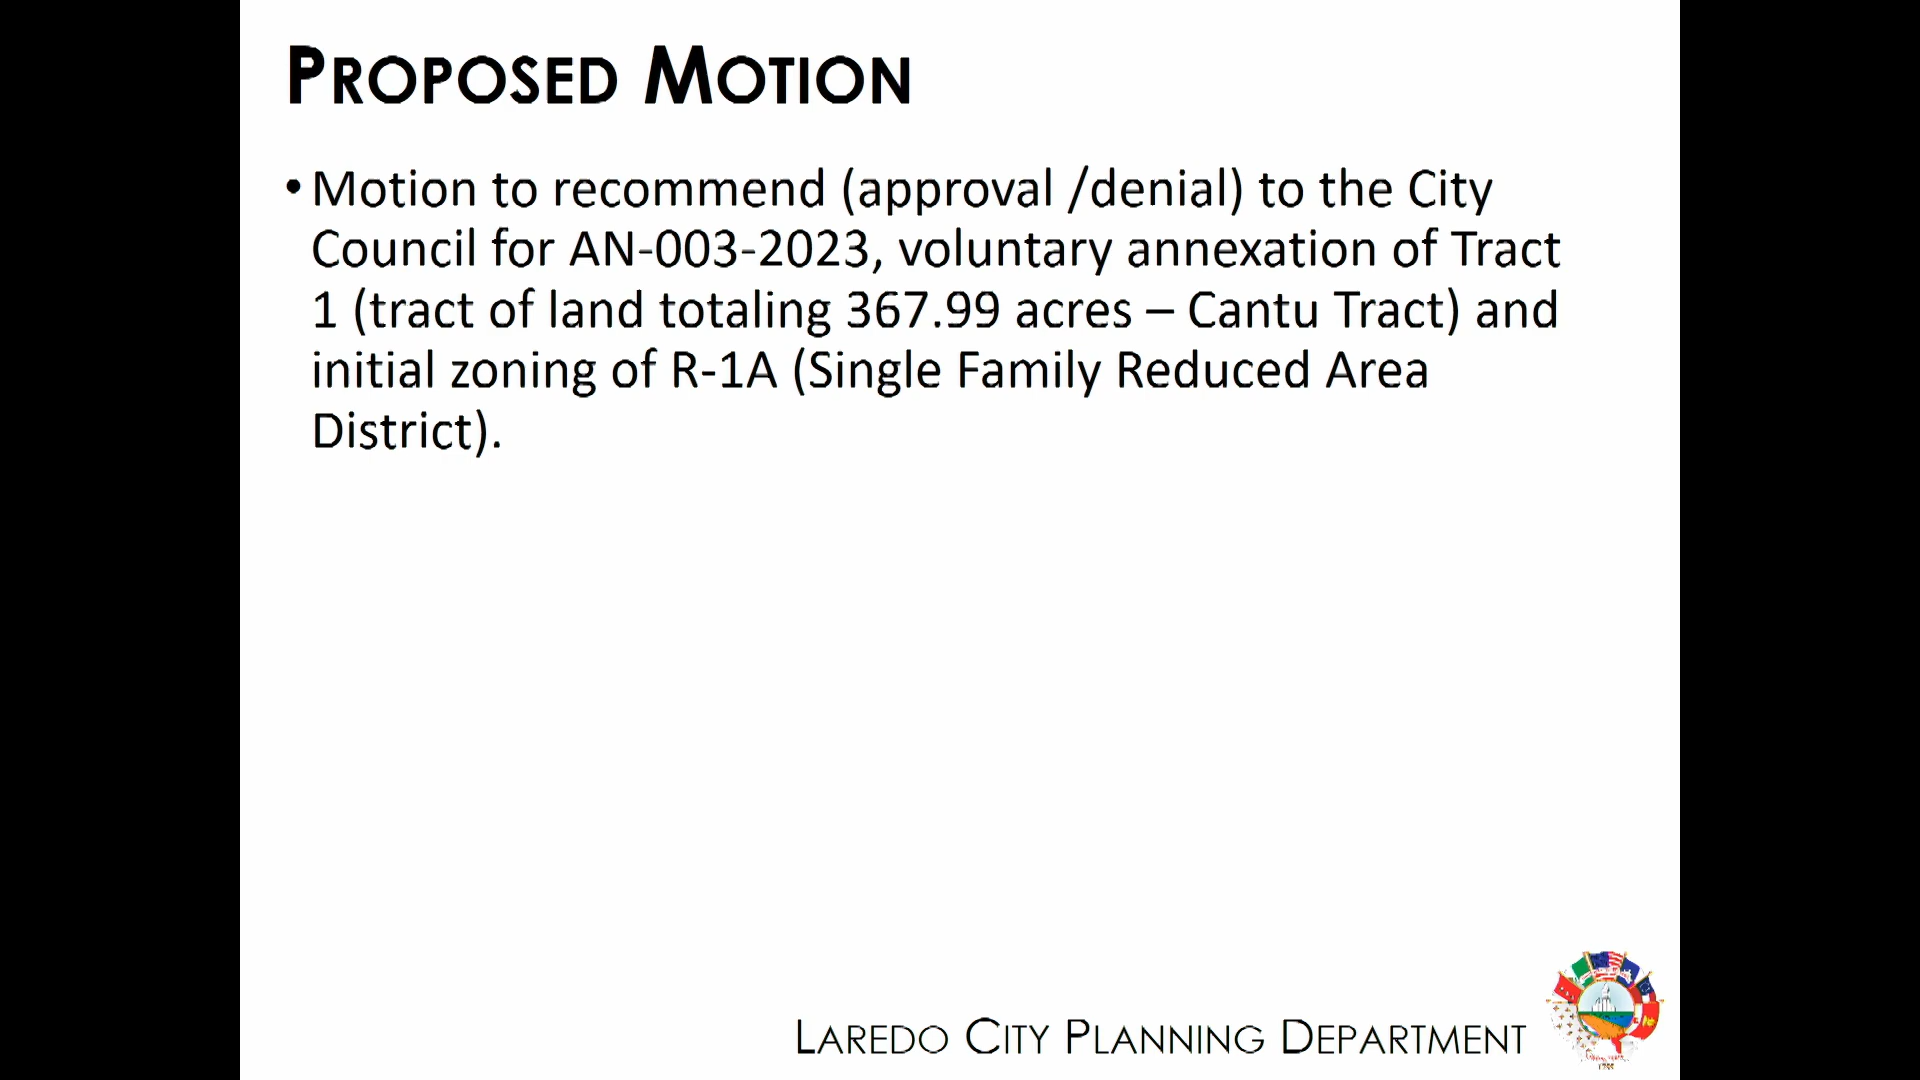 PROPOSED MOTION
• Motion to recommend (approval /denial) to the City
Council for AN-003-2023, voluntary annexation of Tract
1 (tract of land totaling 367.99 acres – Cantu Tract) and
initial zoning of R-1A (Single Family Reduced Area
District).
LAREDO CITY PLANNING DEPARTMENT